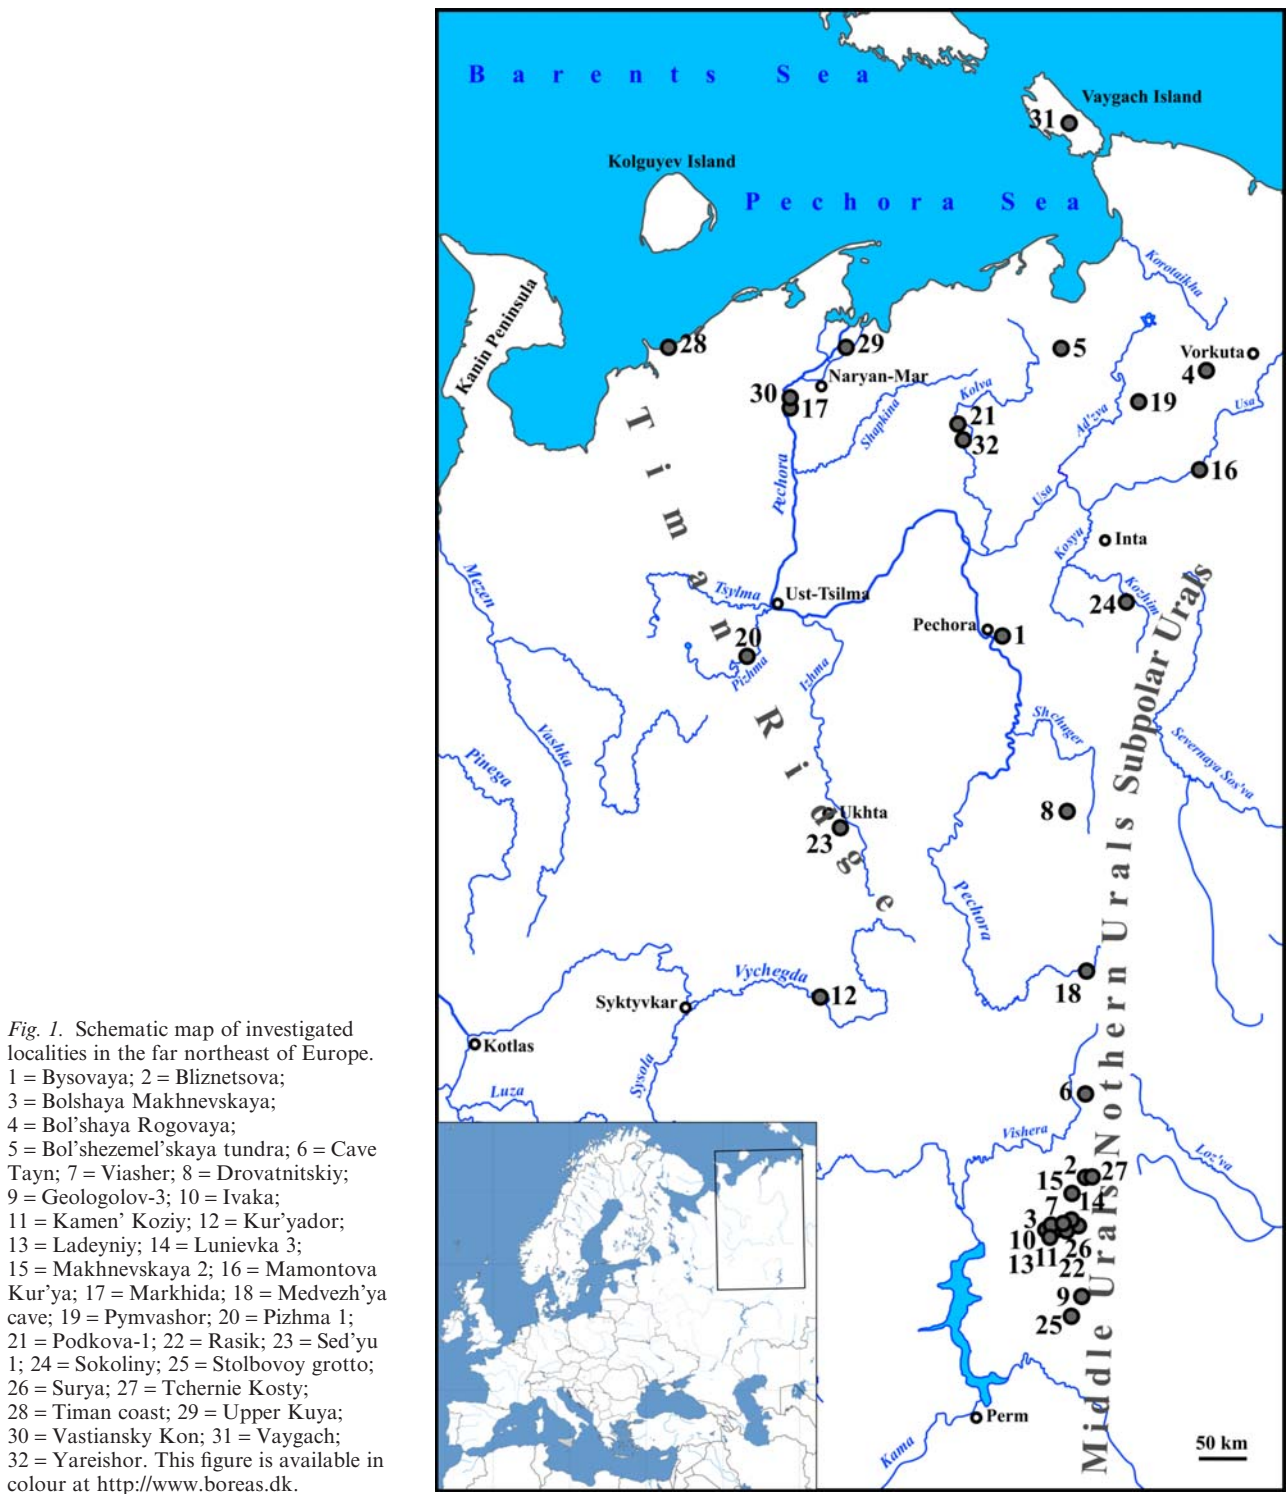 Fig. 1. Schematic map of investigated
localities in the far northeast of Europe.
1 = Bysovaya; 2 = Bliznetsova;
3 = Bolshaya Makhnevskaya;
4 = Bol'shaya Rogovaya;
5 = Bol'shezemel'skaya tundra; 6 = Cave
Tayn; 7 = Viasher; 8 = Drovatnitskiy;
9 = Geologolov-3; 10 = Ivaka;
11 = Kamen' Koziy; 12 = Kur'yador;
13 = Ladeyniy; 14 = Lunievka 3;
15 = Makhnevskaya 2; 16 = Mamontova
Kur'ya; 17 = Markhida; 18 = Medvezh'ya
cave; 19 = Pymvashor; 20 = Pizhma 1;
21 = Podkova-1; 22 = Rasik; 23 = Sed'yu
1; 24 = Sokoliny; 25 = Stolbovoy grotto;
26 = Surya; 27 = Tchernie Kosty;
28 = Timan coast; 29 = Upper Kuya;
30 = Vastiansky Kon; 31 = Vaygach;
32 = Yareishor. This figure is available in
colour at http://www.boreas.dk.
Barents Sea
Vaygach Island
31
Kolguyev Island
Pechora Sea
Korotaikha
Kanin Peninsula
28
29
5
Vorkuta
4
Naryan-Mar
30
17
Kolva
19
Usa
Shapkina
21
Ad'zva
32
16
Timan Ridge
Pechora
Usa
Kosyu
Inta
Mezen
Tsylma
Ust-Tsilma
Kozhim
24
Pechora
1
20
Pizhma
Izhma
Subpolar Urals
Shchuger
Severnaya Sos'va
Vashka
Pinega
8
Ukhta
23
Pechora
Nothern Urals
Vychegda
12
18
Syktyvkar
Kotlas
Sysola
Luza
6
Vishera
Loz'va
2
27
15
14
7
3
10
11
26
13
22
9
25
Middle Urals
Perm
Kama
50 km